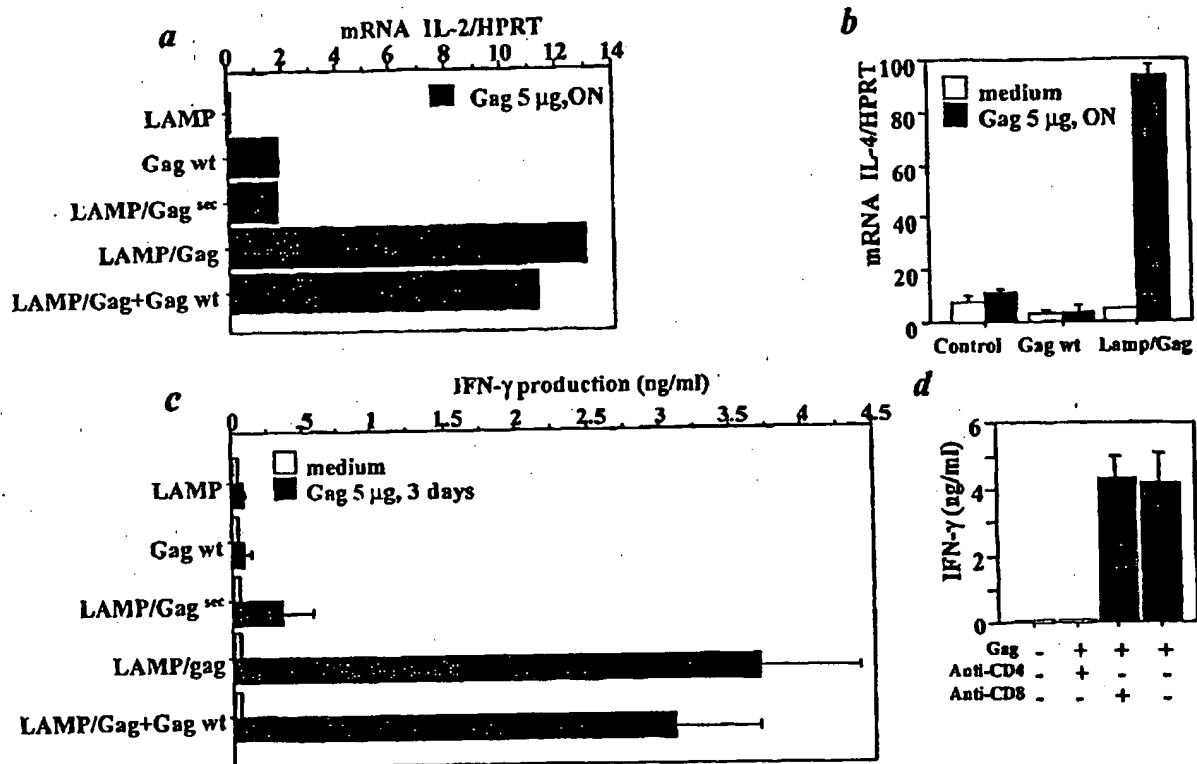 a
mRNA IL-2/HPRT
0 2 4 6 8 10 12 14
Gag 5 µg,ON
LAMP
Gag wt
LAMP/Gag sec
LAMP/Gag
LAMP/Gag+Gag wt
b
mRNA IL-4/HPRT
100
80
60
40
20
0
medium
Gag 5 µg, ON
Control Gag wt Lamp/Gag
c
IFN-γ production (ng/ml)
0 .5 1 1.5 2 2.5 3 3.5 4 4.5
medium
Gag 5 µg, 3 days
LAMP
Gag wt
LAMP/Gag sec
LAMP/gag
LAMP/Gag+Gag wt
d
IFN-γ (ng/ml)
6
4
2
0
Gag - + + +
Anti-CD4 - + - -
Anti-CD8 - - + -